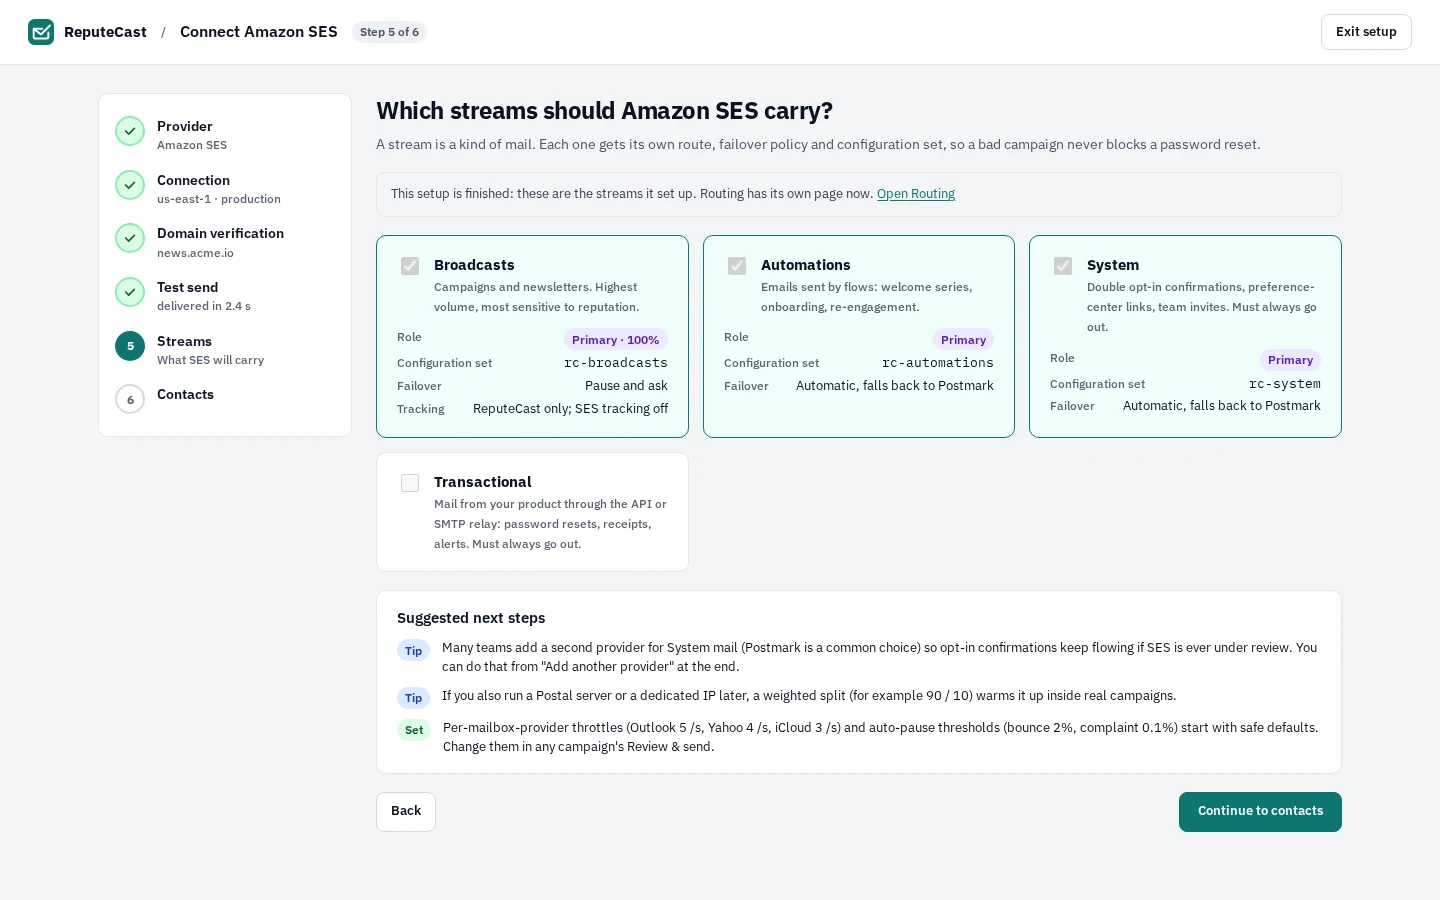 ReputeCast / Connect Amazon SES Step 5 of 6 Exit setup
Provider
Amazon SES
Connection
us-east-1 · production
Domain verification
news.acme.io
Test send
delivered in 2.4 s
5 Streams
What SES will carry
6 Contacts
Which streams should Amazon SES carry?
A stream is a kind of mail. Each one gets its own route, failover policy and configuration set, so a bad campaign never blocks a password reset.
This setup is finished: these are the streams it set up. Routing has its own page now. Open Routing
Broadcasts
Campaigns and newsletters. Highest
volume, most sensitive to reputation.
Role Primary · 100%
Configuration set rc-broadcasts
Failover Pause and ask
Tracking ReputeCast only; SES tracking off
Automations
Emails sent by flows: welcome series,
onboarding, re-engagement.
Role Primary
Configuration set rc-automations
Failover Automatic, falls back to Postmark
System
Double opt-in confirmations, preference-
center links, team invites. Must always go
out.
Role Primary
Configuration set rc-system
Failover Automatic, falls back to Postmark
Transactional
Mail from your product through the API or
SMTP relay: password resets, receipts,
alerts. Must always go out.
Suggested next steps
Tip Many teams add a second provider for System mail (Postmark is a common choice) so opt-in confirmations keep flowing if SES is ever under review. You
can do that from "Add another provider" at the end.
Tip If you also run a Postal server or a dedicated IP later, a weighted split (for example 90 / 10) warms it up inside real campaigns.
Set Per-mailbox-provider throttles (Outlook 5 /s, Yahoo 4 /s, iCloud 3 /s) and auto-pause thresholds (bounce 2%, complaint 0.1%) start with safe defaults.
Change them in any campaign's Review & send.
Back Continue to contacts